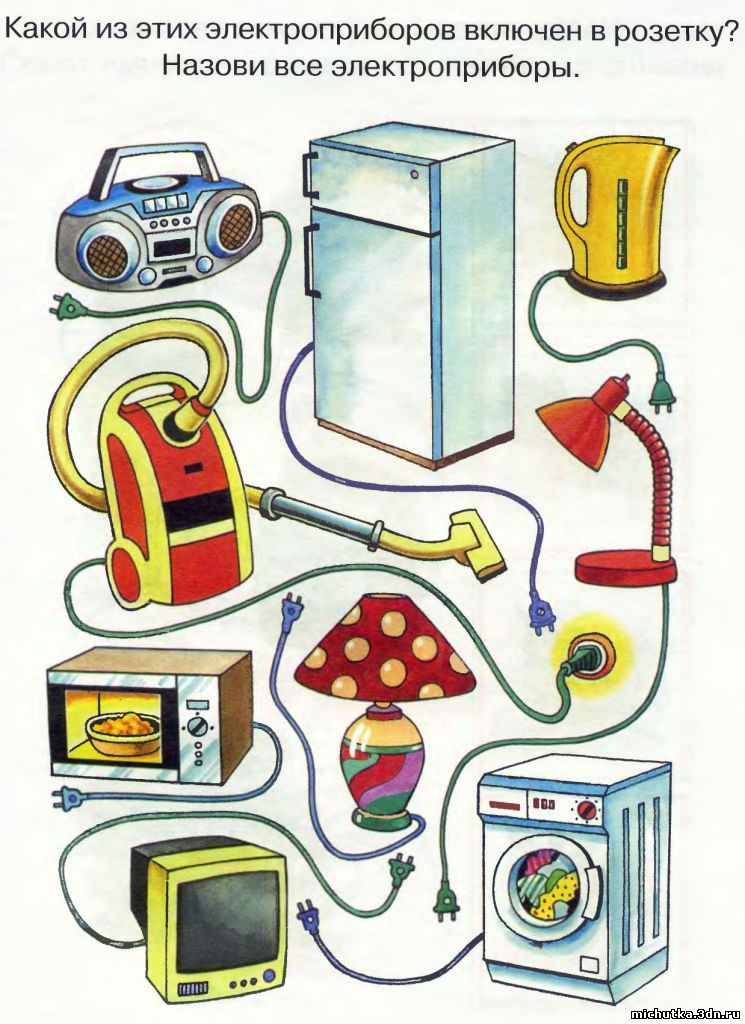 Какой из этих электроприборов включен в розетку?
Назови все электроприборы.
michutka.3dn.ru